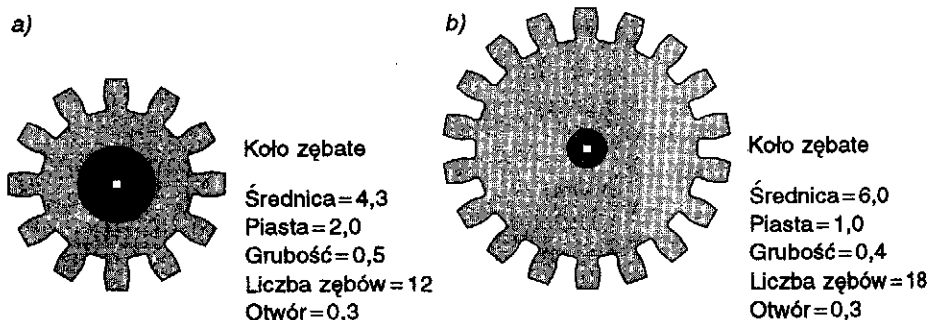 a)
Koło zębate
Średnica=4,3
Piasta=2,0
Grubość=0,5
Liczba zębów=12
Otwór=0,3
b)
Koło zębate
Średnica=6,0
Piasta=1,0
Grubość=0,4
Liczba zębów=18
Otwór=0,3